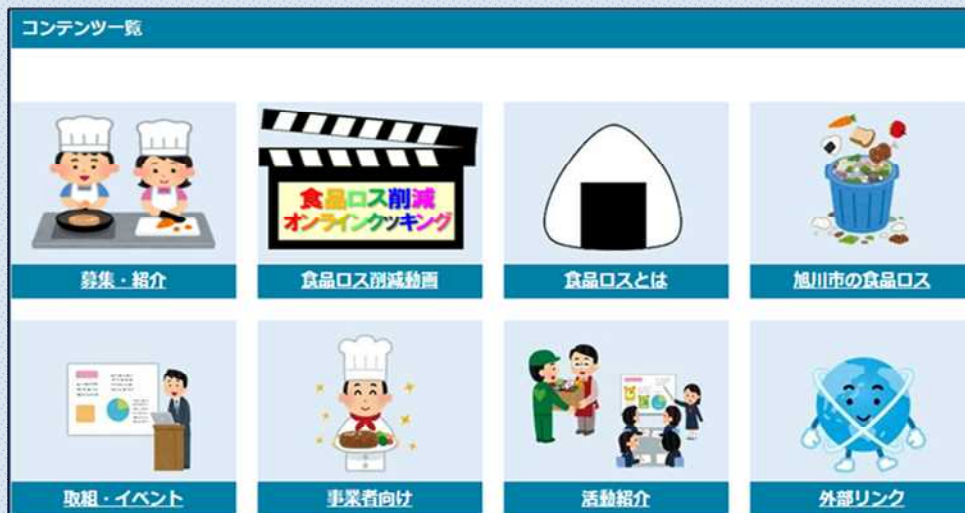 コンテンツ一覧
食品ロス削減
オンラインクッキング
募集・紹介
食品ロス削減動画
食品ロスとは
旭川市の食品ロス
取組・イベント
事業者向け
活動紹介
外部リンク